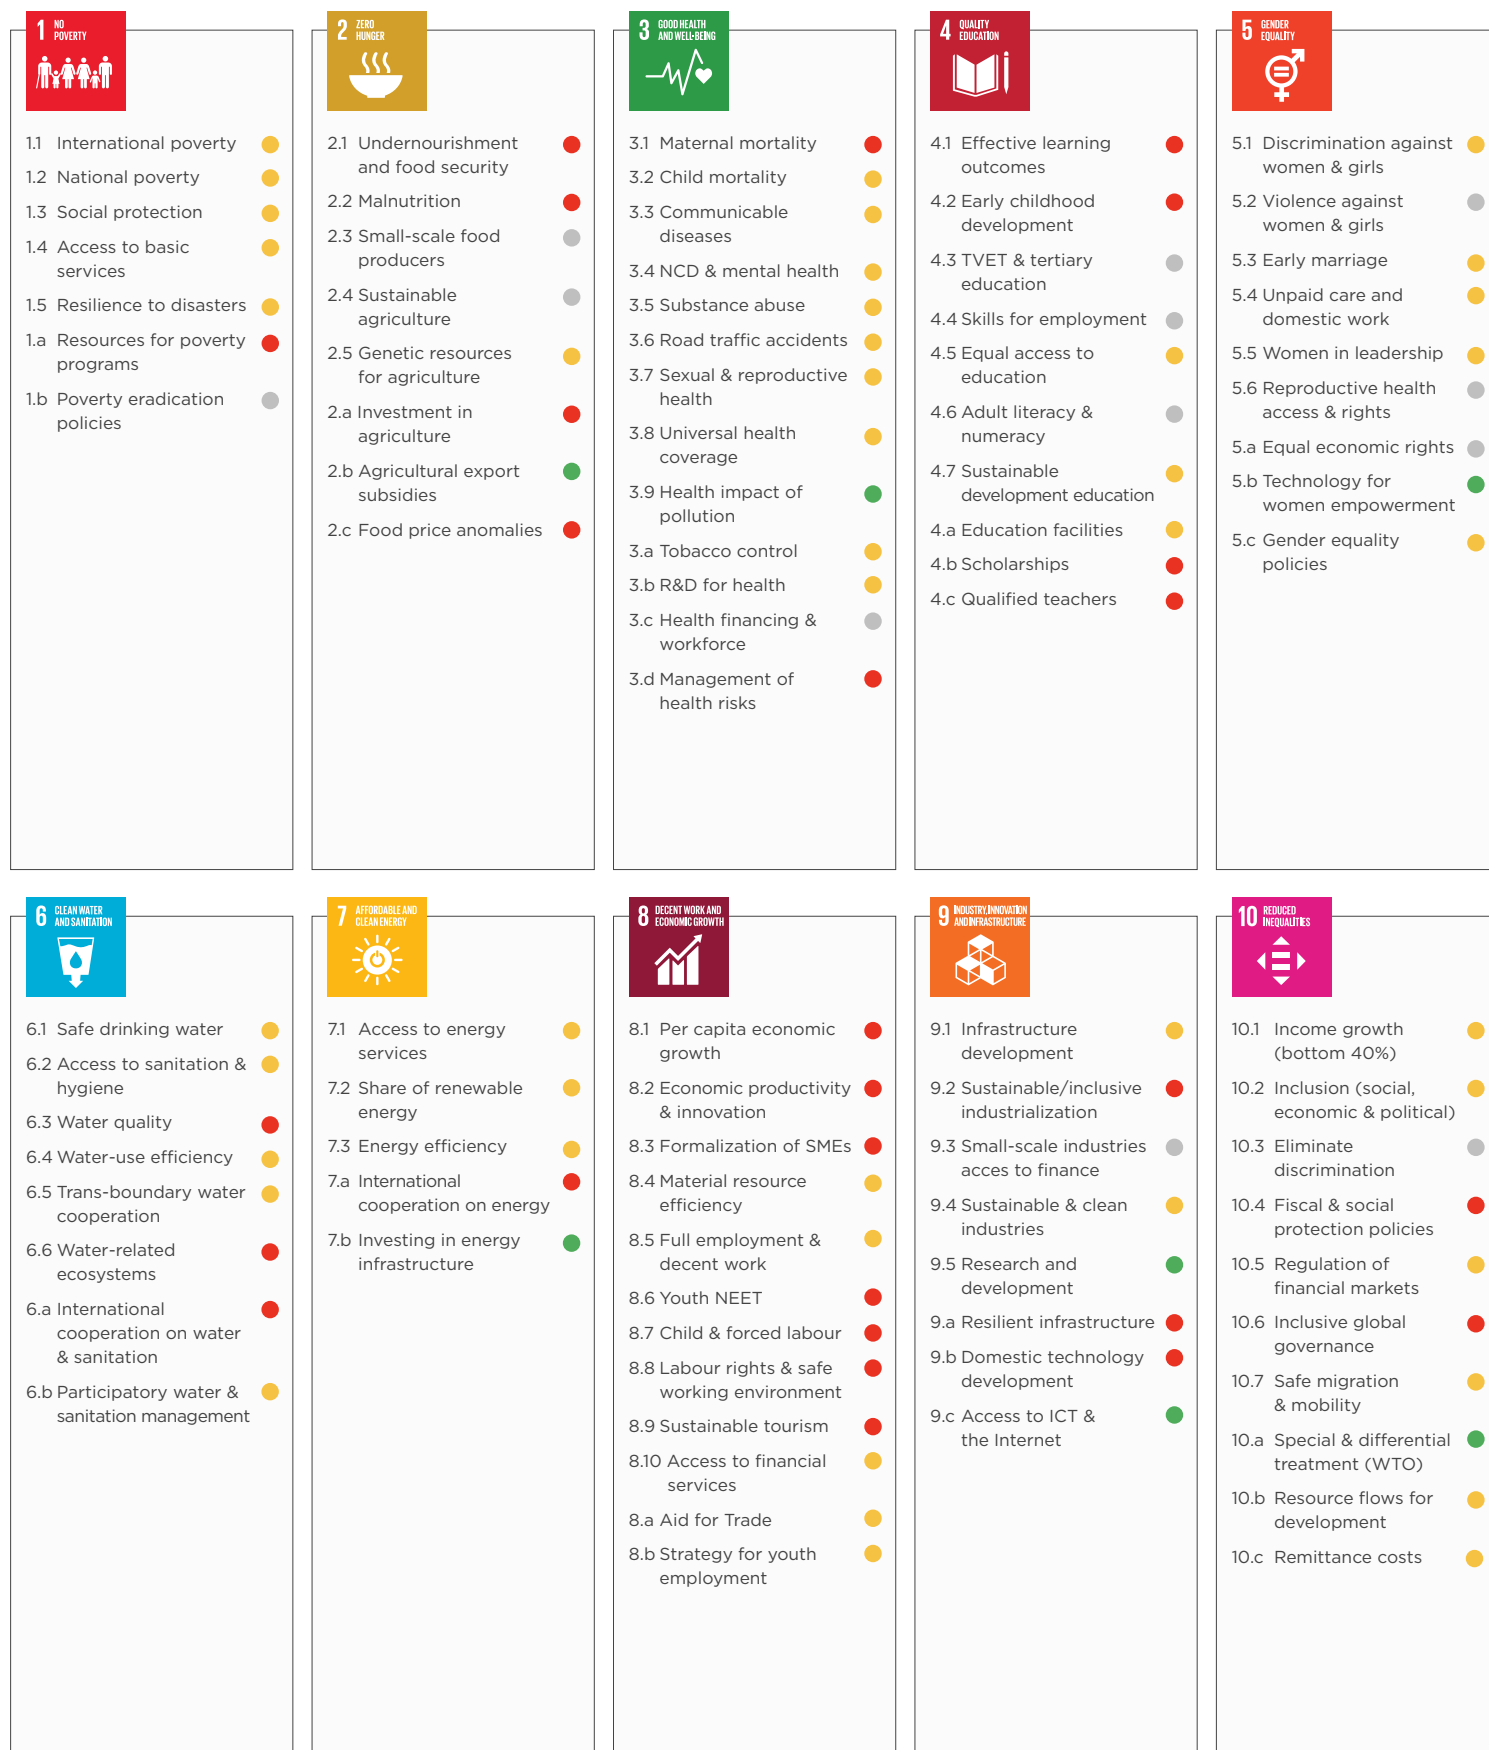 1 NO
POVERTY
1.1 International poverty
1.2 National poverty
1.3 Social protection
1.4 Access to basic
services
1.5 Resilience to disasters
1.a Resources for poverty
programs
1.b Poverty eradication
policies
2 ZERO
HUNGER
2.1 Undernourishment
and food security
2.2 Malnutrition
2.3 Small-scale food
producers
2.4 Sustainable
agriculture
2.5 Genetic resources
for agriculture
2.a Investment in
agriculture
2.b Agricultural export
subsidies
2.c Food price anomalies
3 GOOD HEALTH
AND WELL-BEING
3.1 Maternal mortality
3.2 Child mortality
3.3 Communicable
diseases
3.4 NCD & mental health
3.5 Substance abuse
3.6 Road traffic accidents
3.7 Sexual & reproductive
health
3.8 Universal health
coverage
3.9 Health impact of
pollution
3.a Tobacco control
3.b R&D for health
3.c Health financing &
workforce
3.d Management of
health risks
4 QUALITY
EDUCATION
4.1 Effective learning
outcomes
4.2 Early childhood
development
4.3 TVET & tertiary
education
4.4 Skills for employment
4.5 Equal access to
education
4.6 Adult literacy &
numeracy
4.7 Sustainable
development education
4.a Education facilities
4.b Scholarships
4.c Qualified teachers
5 GENDER
EQUALITY
5.1 Discrimination against
women & girls
5.2 Violence against
women & girls
5.3 Early marriage
5.4 Unpaid care and
domestic work
5.5 Women in leadership
5.6 Reproductive health
access & rights
5.a Equal economic rights
5.b Technology for
women empowerment
5.c Gender equality
policies
6 CLEAN WATER
AND SANITATION
6.1 Safe drinking water
6.2 Access to sanitation &
hygiene
6.3 Water quality
6.4 Water-use efficiency
6.5 Trans-boundary water
cooperation
6.6 Water-related
ecosystems
6.a International
cooperation on water
& sanitation
6.b Participatory water &
sanitation management
7 AFFORDABLE AND
CLEAN ENERGY
7.1 Access to energy
services
7.2 Share of renewable
energy
7.3 Energy efficiency
7.a International
cooperation on energy
7.b Investing in energy
infrastructure
8 DECENT WORK AND
ECONOMIC GROWTH
8.1 Per capita economic
growth
8.2 Economic productivity
& innovation
8.3 Formalization of SMEs
8.4 Material resource
efficiency
8.5 Full employment &
decent work
8.6 Youth NEET
8.7 Child & forced labour
8.8 Labour rights & safe
working environment
8.9 Sustainable tourism
8.10 Access to financial
services
8.a Aid for Trade
8.b Strategy for youth
employment
9 INDUSTRY, INNOVATION
AND INFRASTRUCTURE
9.1 Infrastructure
development
9.2 Sustainable/inclusive
industrialization
9.3 Small-scale industries
acces to finance
9.4 Sustainable & clean
industries
9.5 Research and
development
9.a Resilient infrastructure
9.b Domestic technology
development
9.c Access to ICT &
the Internet
10 REDUCED
INEQUALITIES
10.1 Income growth
(bottom 40%)
10.2 Inclusion (social,
economic & political)
10.3 Eliminate
discrimination
10.4 Fiscal & social
protection policies
10.5 Regulation of
financial markets
10.6 Inclusive global
governance
10.7 Safe migration
& mobility
10.a Special & differential
treatment (WTO)
10.b Resource flows for
development
10.c Remittance costs